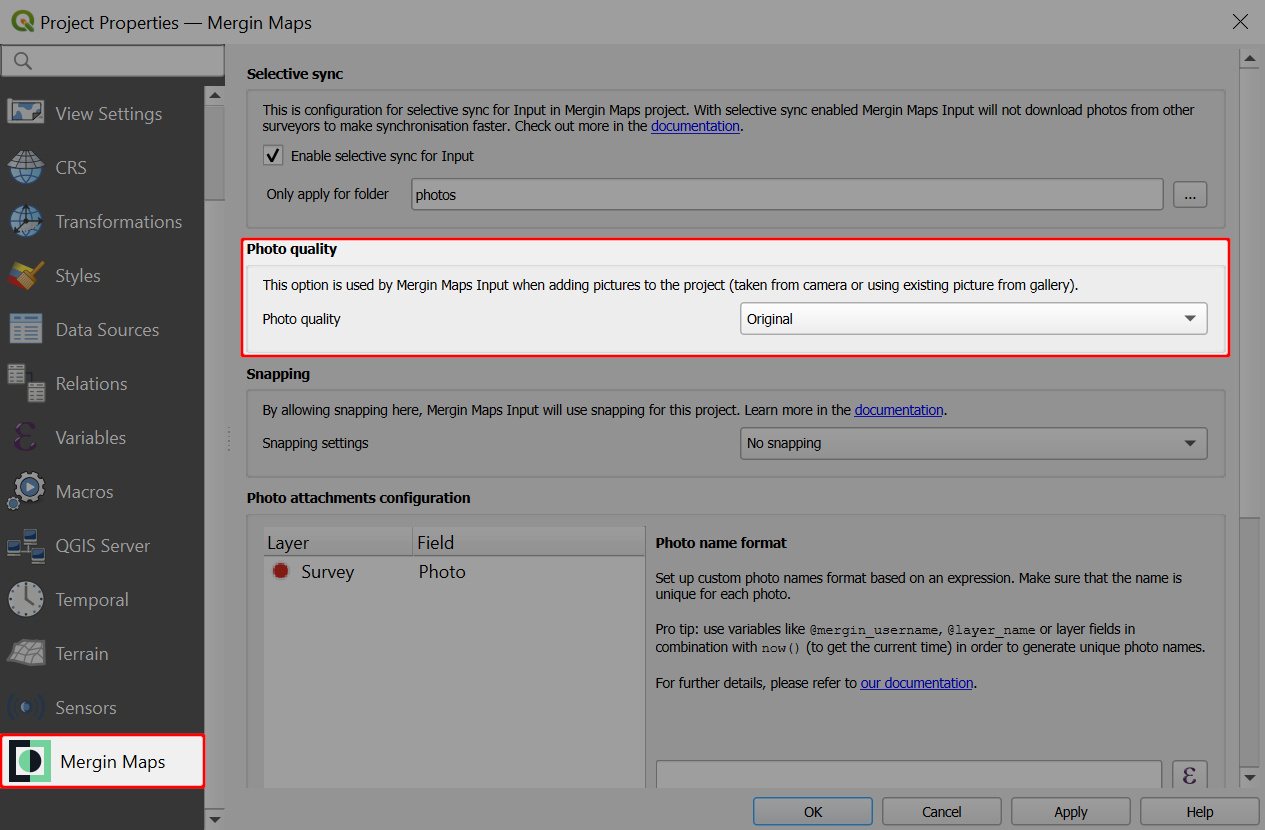 Project Properties — Mergin Maps
View Settings
CRS
Transformations
Styles
Data Sources
Relations
Variables
Macros
QGIS Server
Temporal
Terrain
Sensors
Mergin Maps
Selective sync
This is configuration for selective sync for Input in Mergin Maps project. With selective sync enabled Mergin Maps Input will not download photos from other
surveyors to make synchronisation faster. Check out more in the documentation.
Enable selective sync for Input
Only apply for folder photos ...
Photo quality
This option is used by Mergin Maps Input when adding pictures to the project (taken from camera or using existing picture from gallery).
Photo quality Original
Snapping
By allowing snapping here, Mergin Maps Input will use snapping for this project. Learn more in the documentation.
Snapping settings No snapping
Photo attachments configuration
Layer Field
Survey Photo
Photo name format
Set up custom photo names format based on an expression. Make sure that the name is
unique for each photo.
Pro tip: use variables like @mergin_username, @layer_name or layer fields in
combination with now() (to get the current time) in order to generate unique photo names.
For further details, please refer to our documentation.
ε
OK Cancel Apply Help